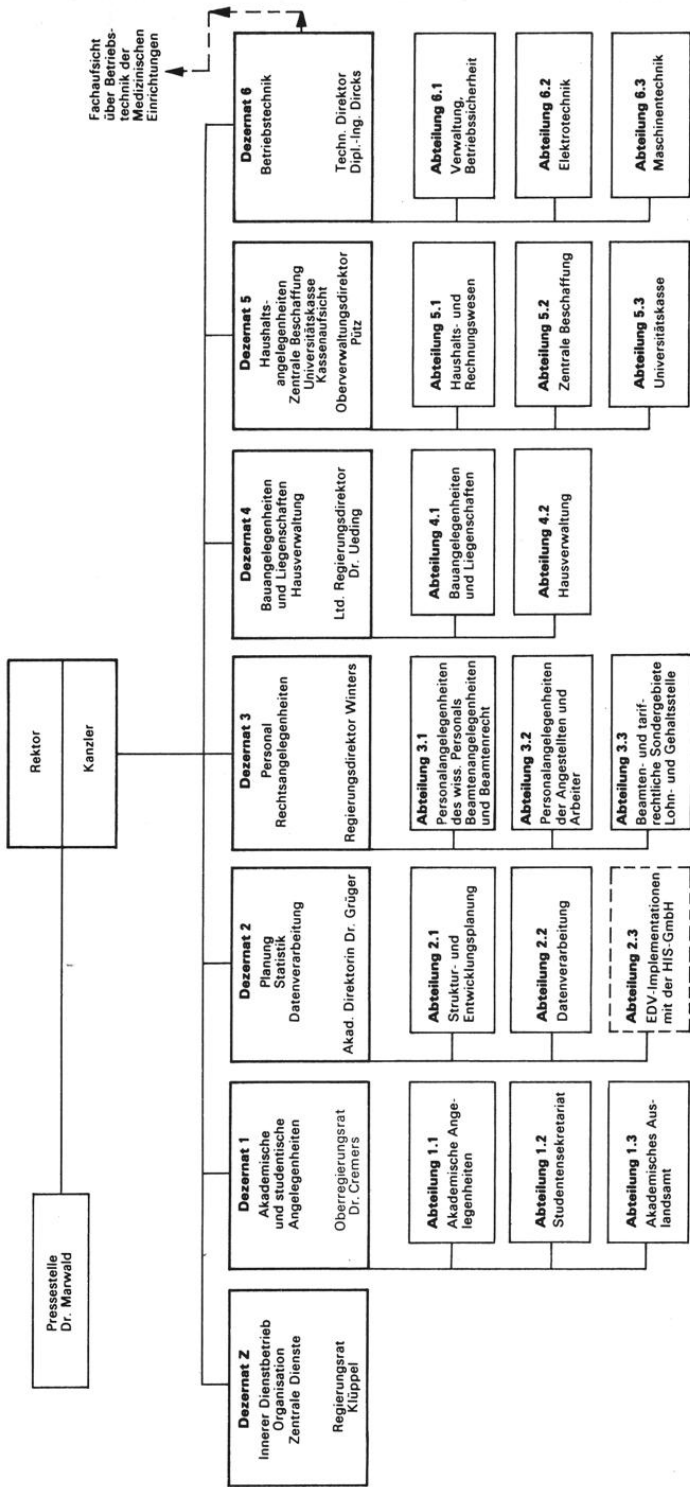 Rektor
Kanzler
Pressestelle
Dr. Marwald
Fachaufsicht
über Betriebs-
technik der
Medizinischen
Einrichtungen
Dezernat Z
Innerer Dienstbetrieb
Organisation
Zentrale Dienste
Regierungsrat
Klüppel
Dezernat 1
Akademische
und studentische
Angelegenheiten
Oberregierungsrat
Dr. Cremers
Abteilung 1.1
Akademische Ange-
legenheiten
Abteilung 1.2
Studentensekretariat
Abteilung 1.3
Akademisches Aus-
landsamt
Dezernat 2
Planung
Statistik
Datenverarbeitung
Akad. Direktorin Dr. Grüger
Abteilung 2.1
Struktur- und
Entwicklungsplanung
Abteilung 2.2
Datenverarbeitung
Abteilung 2.3
EDV-Implementationen
mit der HIS-GmbH
Dezernat 3
Personal
Rechtsangelegenheiten
Regierungsdirektor Winters
Abteilung 3.1
Personalangelegenheiten
des wiss. Personals
Beamtenangelegenheiten
und Beamtenrecht
Abteilung 3.2
Personalangelegenheiten
der Angestellten und
Arbeiter
Abteilung 3.3
Beamten- und tarif-
rechtliche Sondergebiete
Lohn- und Gehaltsstelle
Dezernat 4
Bauangelegenheiten
und Liegenschaften
Hausverwaltung
Ltd. Regierungsdirektor
Dr. Ueding
Abteilung 4.1
Bauangelegenheiten
und Liegenschaften
Abteilung 4.2
Hausverwaltung
Dezernat 5
Haushalts-
angelegenheiten
Zentrale Beschaffung
Universitätskasse
Kassenaufsicht
Oberverwaltungsdirektor
Pütz
Abteilung 5.1
Haushalts- und
Rechnungswesen
Abteilung 5.2
Zentrale Beschaffung
Abteilung 5.3
Universitätskasse
Dezernat 6
Betriebstechnik
Techn. Direktor
Dipl.-Ing. Dircks
Abteilung 6.1
Verwaltung,
Betriebssicherheit
Abteilung 6.2
Elektrotechnik
Abteilung 6.3
Maschinentechnik